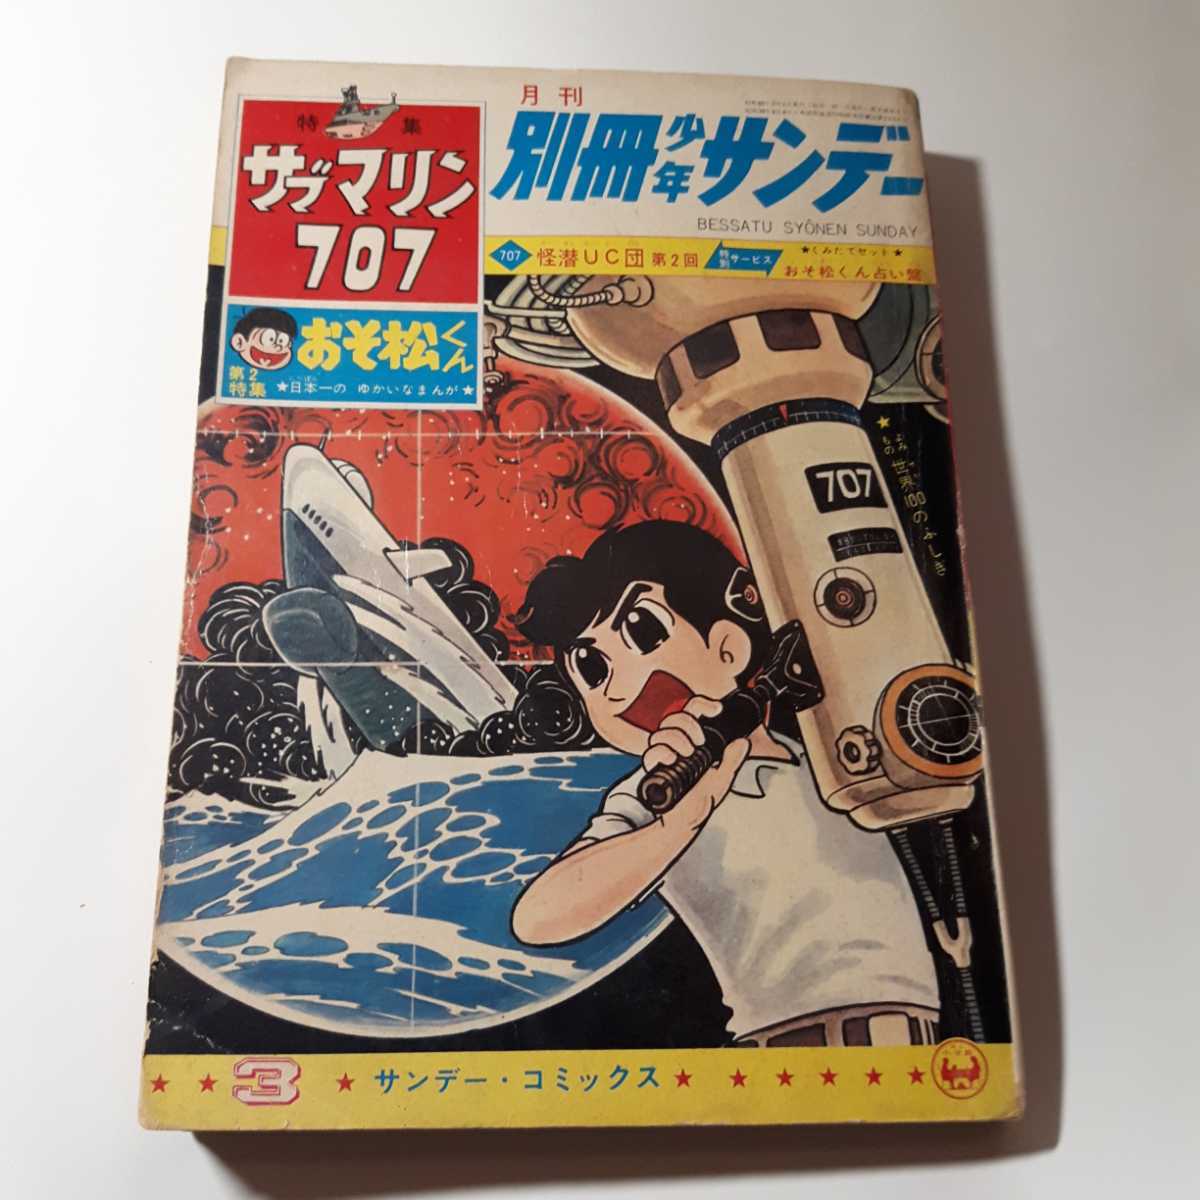 月刊
別冊少年サンデー
BESSATU SYÔNEN SUNDAY
特集
サブマリン
707
707 怪潜UC団 第2回
特別サービス
★くみたてセット★
おそ松くん占い盤
おそ松くん
第2特集
★日本一の ゆかいなまんが★
707
★よみもの 世界100のふしぎ
★ ★ 3 ★ サンデー・コミックス ★ ★ ★ ★ ★ ★
小学館